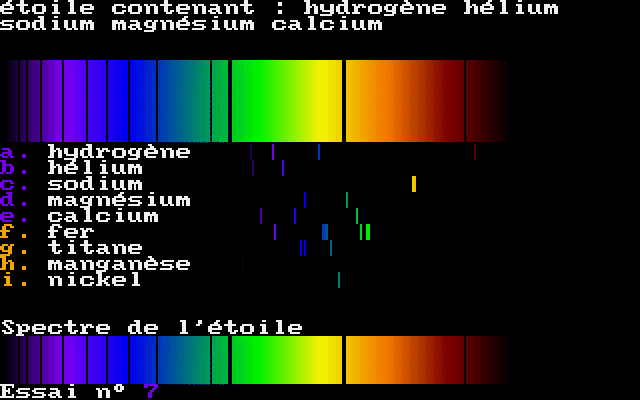 étoile contenant : hydrogène hélium
sodium magnésium calcium
a. hydrogène
b. hélium
c. sodium
d. magnésium
e. calcium
f. fer
g. titane
h. manganèse
i. nickel
Spectre de l'étoile
Essai n° 7